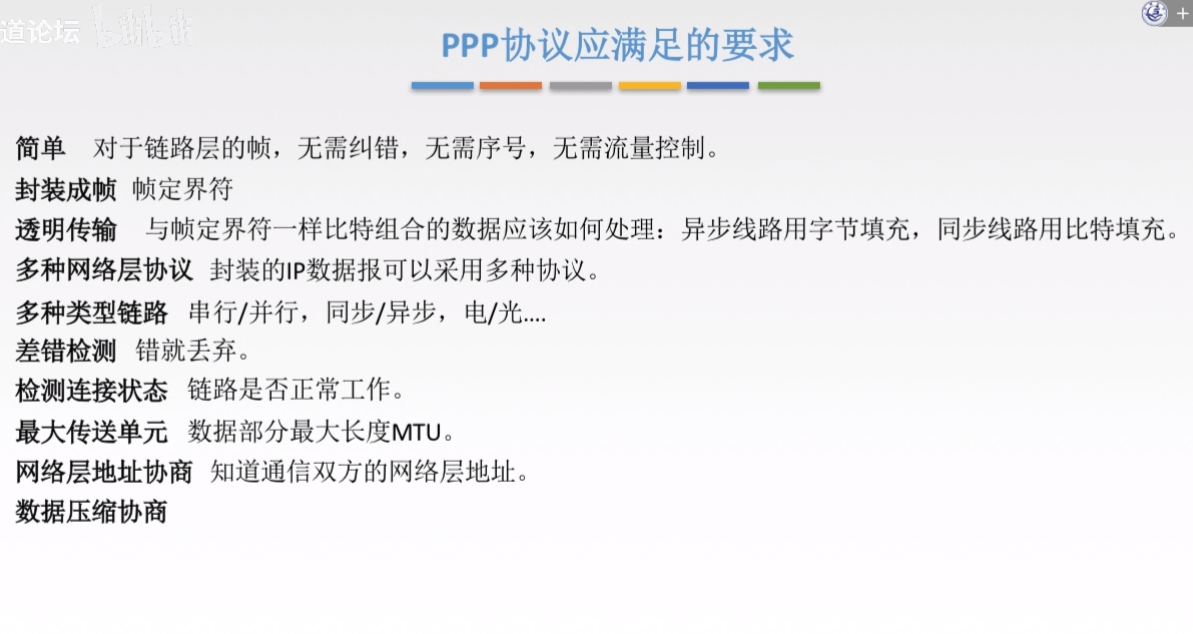 道论坛
PPP协议应满足的要求
简单 对于链路层的帧，无需纠错，无需序号，无需流量控制。
封装成帧 帧定界符
透明传输 与帧定界符一样比特组合的数据应该如何处理：异步线路用字节填充，同步线路用比特填充。
多种网络层协议 封装的IP数据报可以采用多种协议。
多种类型链路 串行/并行，同步/异步，电/光....
差错检测 错就丢弃。
检测连接状态 链路是否正常工作。
最大传送单元 数据部分最大长度MTU。
网络层地址协商 知道通信双方的网络层地址。
数据压缩协商